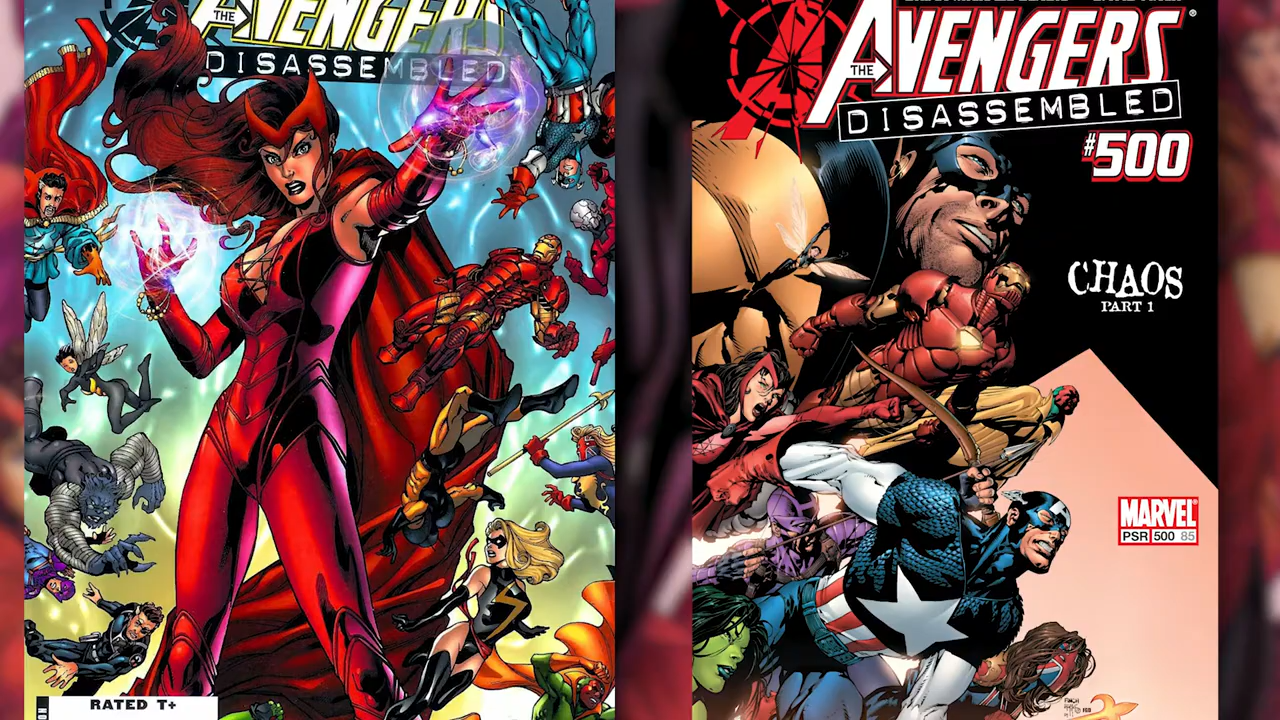 THE AVENGERS
DISASSEMBLED
RATED T+
THE AVENGERS
DISASSEMBLED
#500
CHAOS
PART 1
MARVEL
PSR 500 85